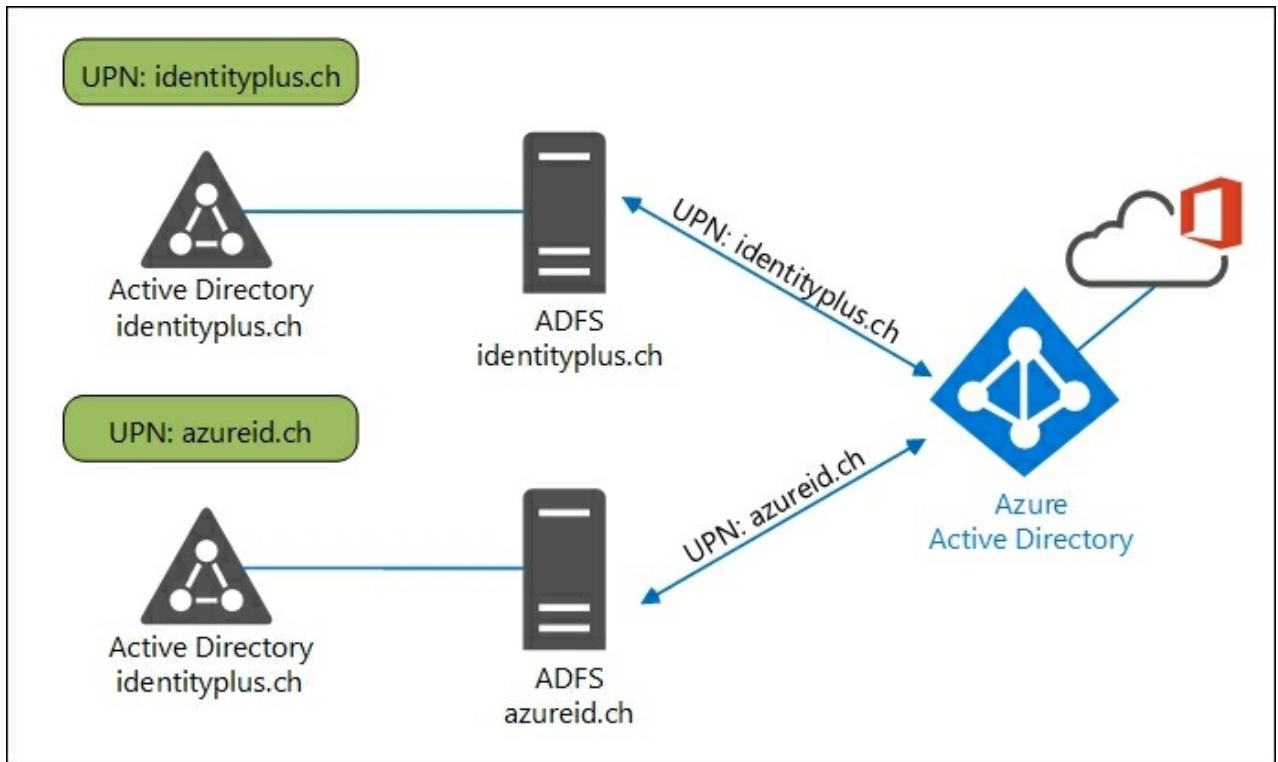 UPN: identityplus.ch
Active Directory
identityplus.ch
ADFS
identityplus.ch
UPN: identityplus.ch
UPN: azureid.ch
Active Directory
identityplus.ch
ADFS
azureid.ch
UPN: azureid.ch
Azure
Active Directory